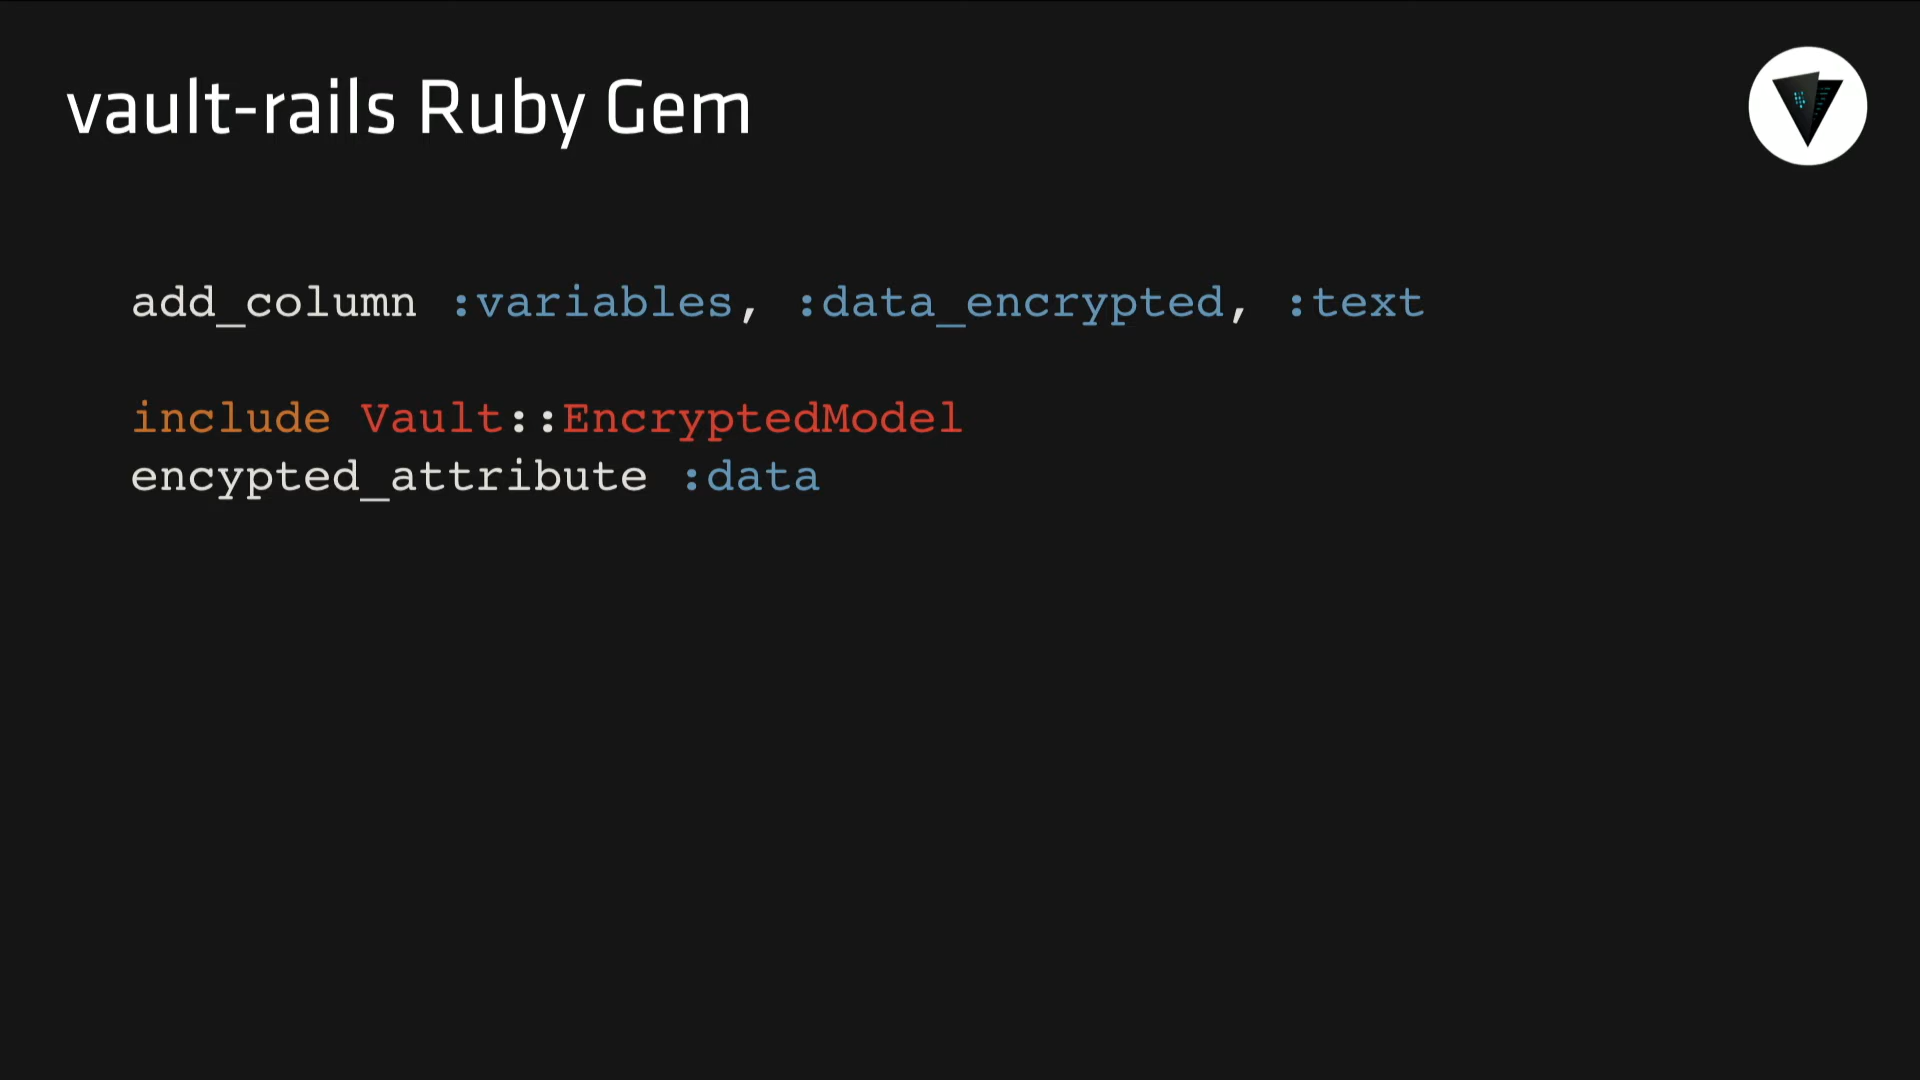 vault-rails Ruby Gem
add_column :variables, :data_encrypted, :text
include Vault::EncryptedModel
encypted_attribute :data